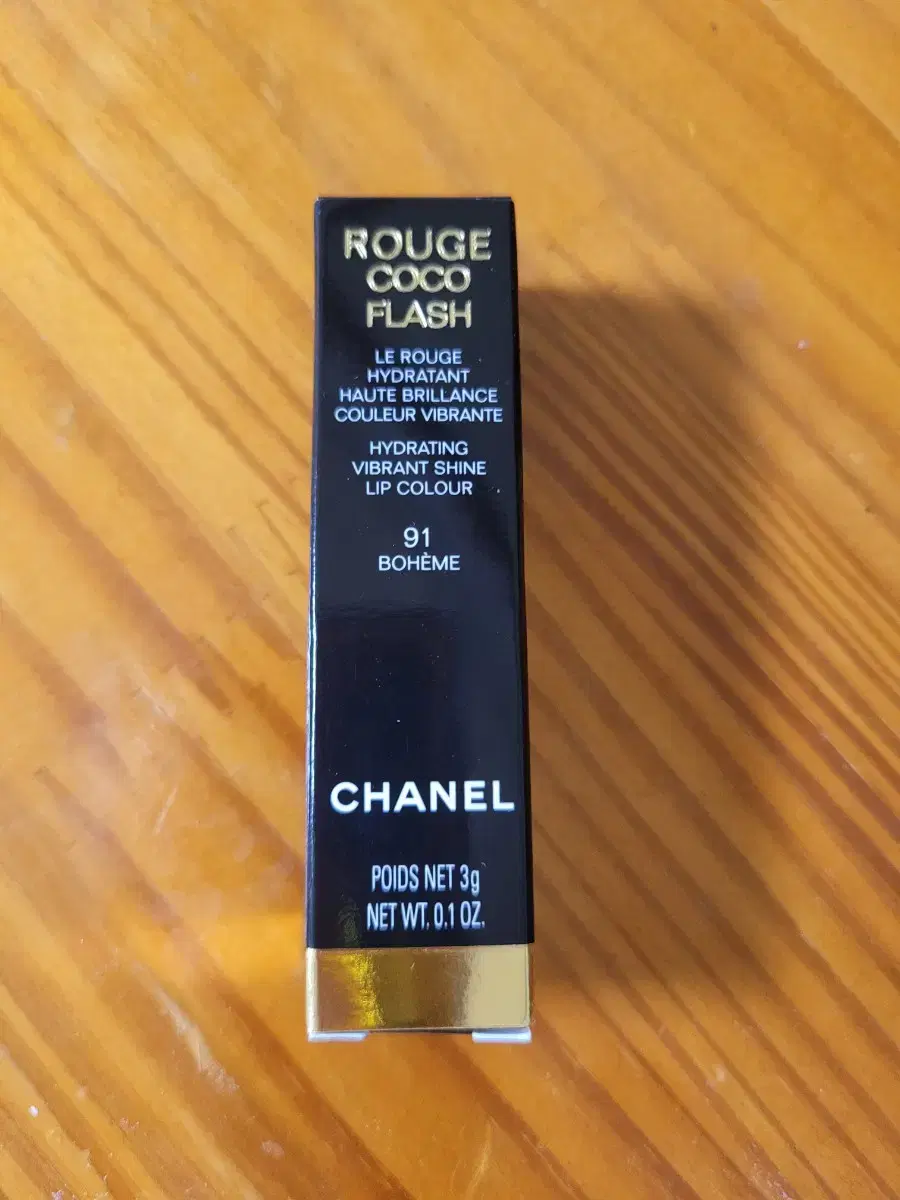 ROUGE
COCO
FLASH
LE ROUGE
HYDRATANT
HAUTE BRILLANCE
COULEUR VIBRANTE
HYDRATING
VIBRANT SHINE
LIP COLOUR
91
BOHÈME
CHANEL
POIDS NET 3g
NET WT. 0.1 OZ.